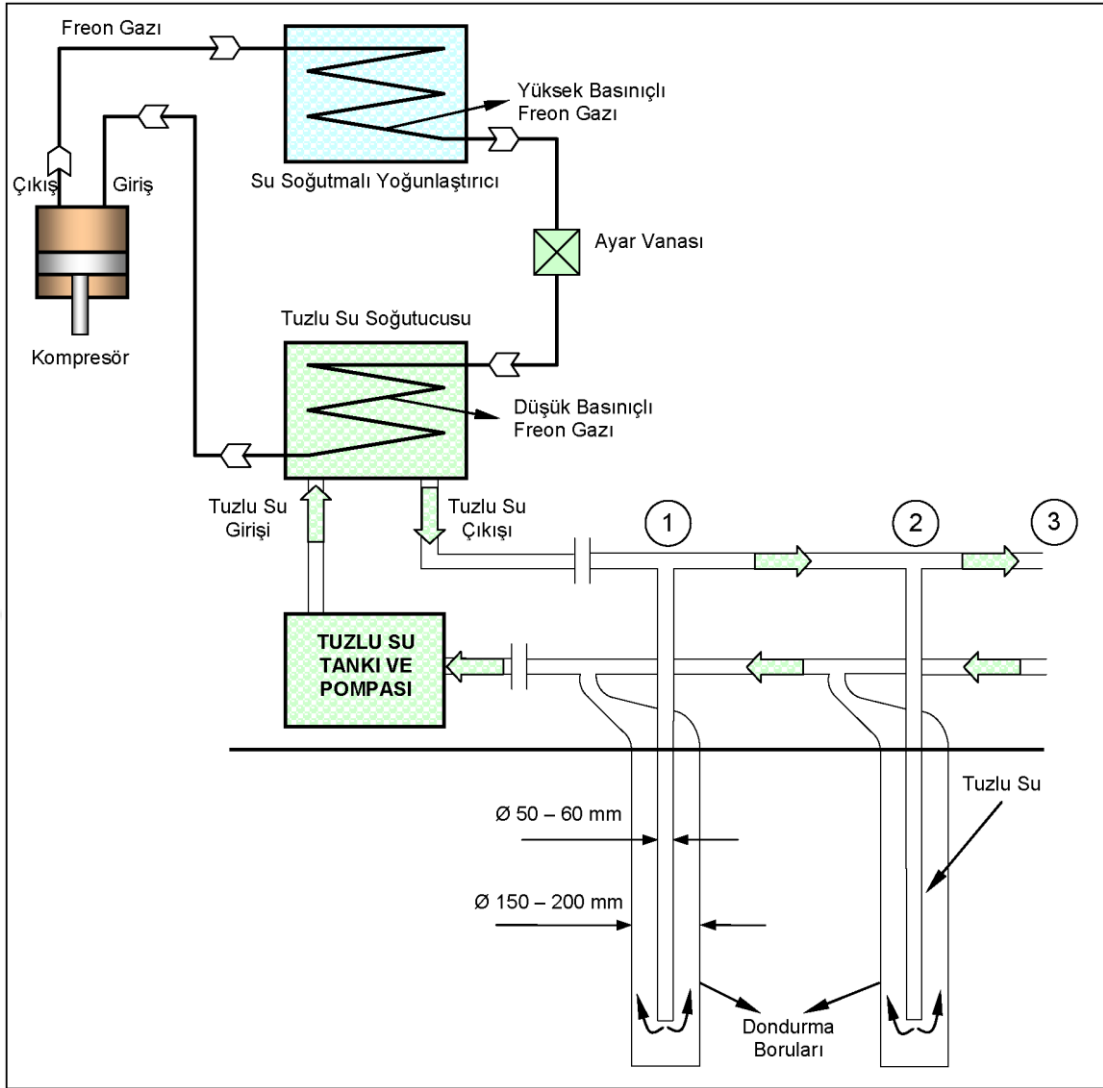 Freon Gazı
Yüksek Basınıçlı
Freon Gazı
Çıkış
Giriş
Su Soğutmalı Yoğunlaştırıcı
Ayar Vanası
Kompresör
Tuzlu Su Soğutucusu
Düşük Basınıçlı
Freon Gazı
Tuzlu Su
Girişi
Tuzlu Su
Çıkışı
1
2
3
TUZLU SU
TANKI VE
POMPASI
Tuzlu Su
Ø 50 – 60 mm
Ø 150 – 200 mm
Dondurma
Boruları